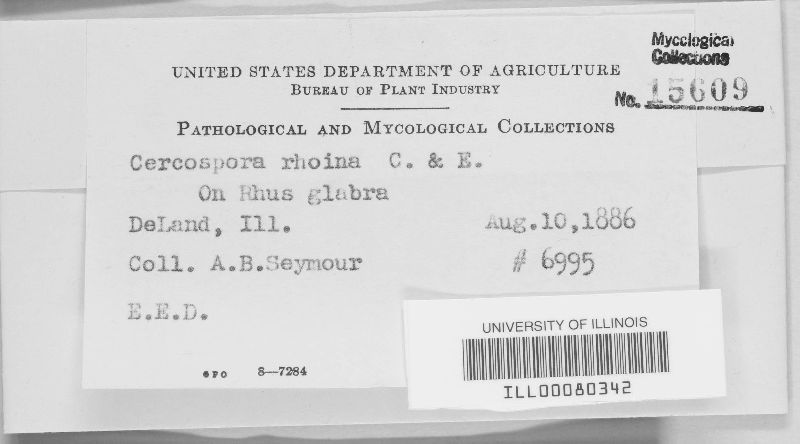 Mycological
Collections
No. 15609
UNITED STATES DEPARTMENT OF AGRICULTURE
BUREAU OF PLANT INDUSTRY
PATHOLOGICAL AND MYCOLOGICAL COLLECTIONS
Cercospora rhoina C. & E.
On Rhus glabra
DeLand, Ill. Aug.10,1886
Coll. A.B.Seymour # 6995
E.E.D.
GPO 8—7284
UNIVERSITY OF ILLINOIS
ILL00080342